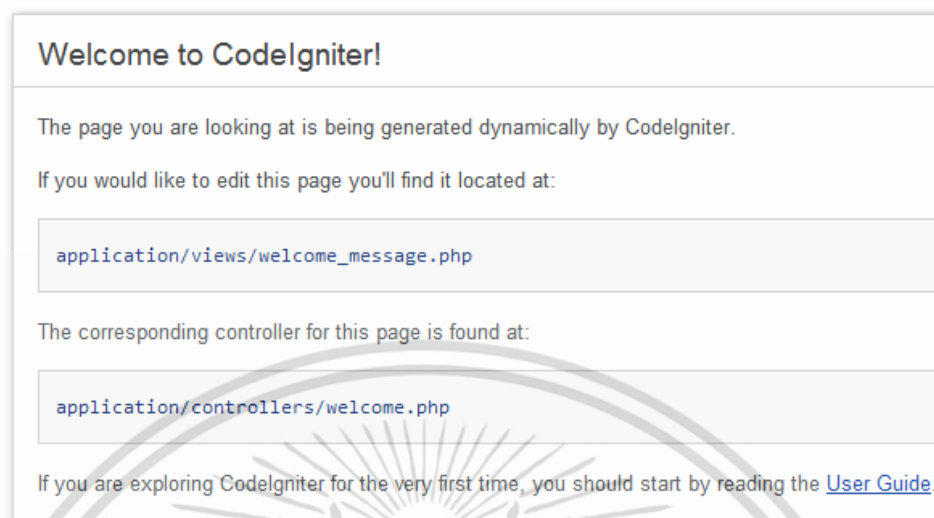 Welcome to CodeIgniter!
The page you are looking at is being generated dynamically by CodeIgniter.
If you would like to edit this page you'll find it located at:
application/views/welcome_message.php
The corresponding controller for this page is found at:
application/controllers/welcome.php
If you are exploring CodeIgniter for the very first time, you should start by reading the User Guide.